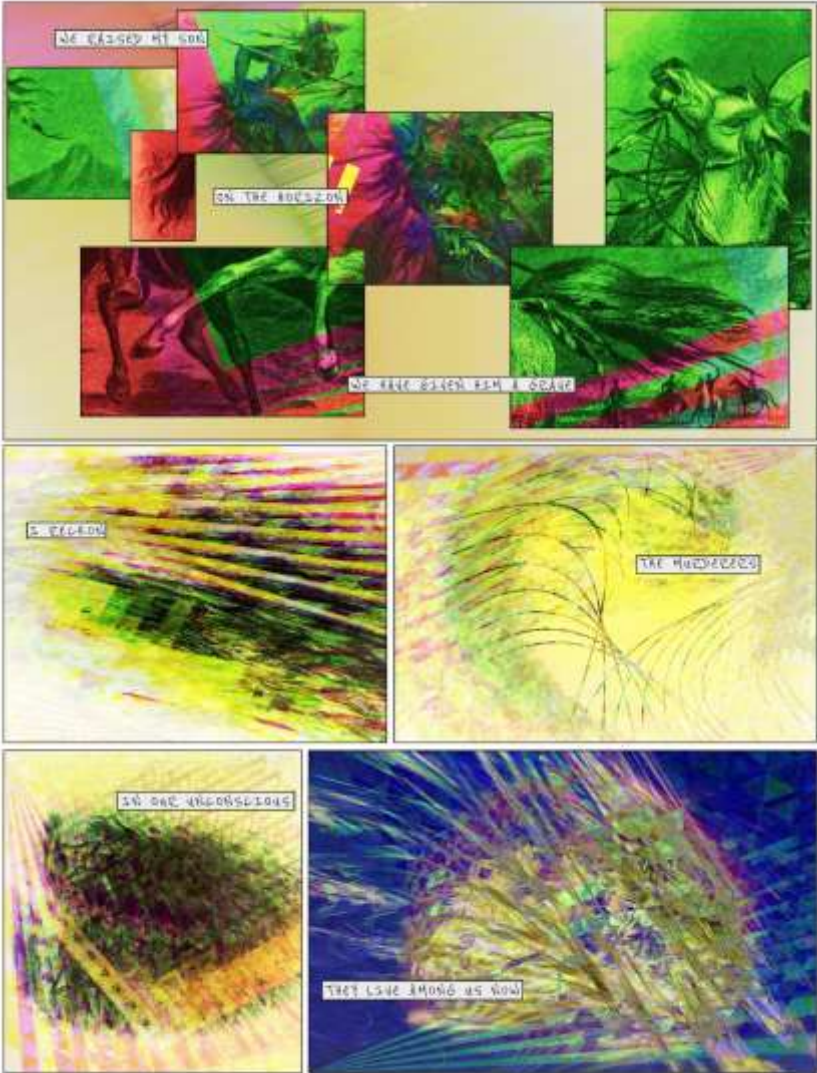 WE RAISED MY SON
ON THE HORIZON
WE HAVE GIVEN HIM A GRAVE
I RECKON
THE MURDERERS
IN OUR UNCONSCIOUS
THEY LIVE AMONG US NOW